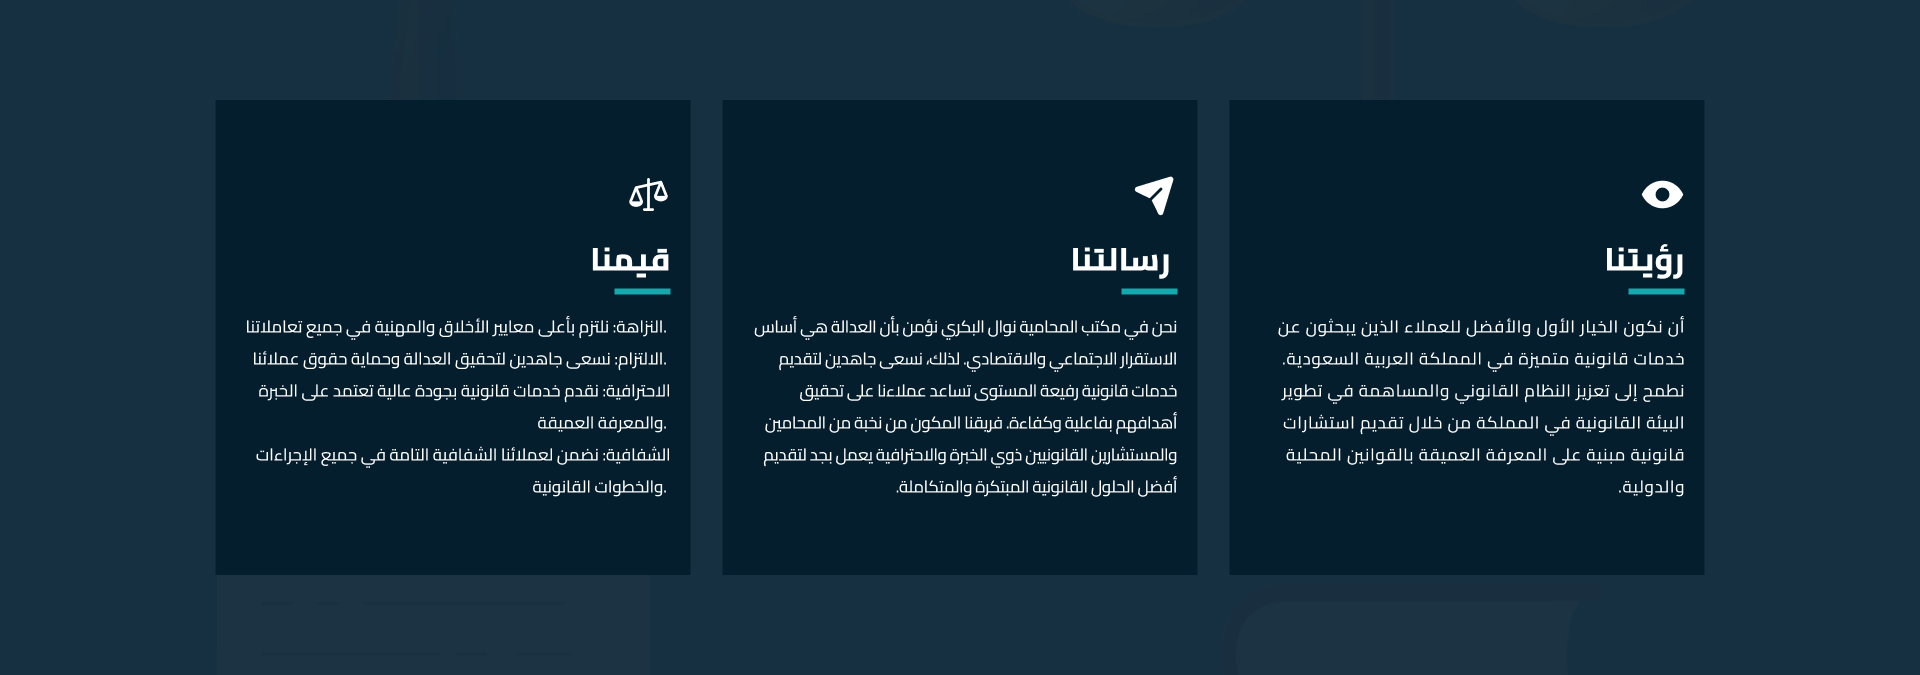 رؤيتنا
أن نكون الخيار الأول والأفضل للعملاء الذين يبحثون عن
خدمات قانونية متميزة في المملكة العربية السعودية.
نطمح إلى تعزيز النظام القانوني والمساهمة في تطوير
البيئة القانونية في المملكة من خلال تقديم استشارات
قانونية مبنية على المعرفة العميقة بالقوانين المحلية
والدولية.
رسالتنا
نحن في مكتب المحامية نوال البكري نؤمن بأن العدالة هي أساس
الاستقرار الاجتماعي والاقتصادي. لذلك، نسعى جاهدين لتقديم
خدمات قانونية رفيعة المستوى تساعد عملاءنا على تحقيق
أهدافهم بفاعلية وكفاءة. فريقنا المكون من نخبة من المحامين
والمستشارين القانونيين ذوي الخبرة والاحترافية يعمل بجد لتقديم
أفضل الحلول القانونية المبتكرة والمتكاملة.
قيمنا
.النزاهة: نلتزم بأعلى معايير الأخلاق والمهنية في جميع تعاملاتنا
.الالتزام: نسعى جاهدين لتحقيق العدالة وحماية حقوق عملائنا
الاحترافية: نقدم خدمات قانونية بجودة عالية تعتمد على الخبرة
.والمعرفة العميقة
الشفافية: نضمن لعملائنا الشفافية التامة في جميع الإجراءات
.والخطوات القانونية